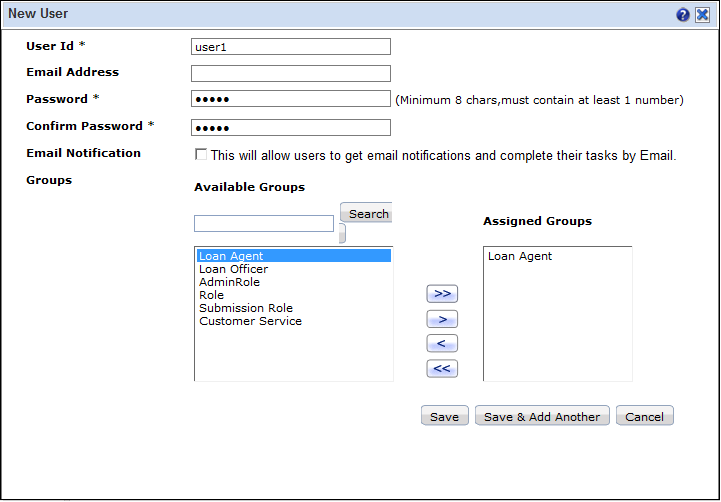 New User
User Id *
user1
Email Address
Password *
●●●●● (Minimum 8 chars,must contain at least 1 number)
Confirm Password *
●●●●●
Email Notification
This will allow users to get email notifications and complete their tasks by Email.
Groups
Available Groups
Search
Loan Agent
Loan Officer
AdminRole
Role
Submission Role
Customer Service
>>
>
<
<<
Assigned Groups
Loan Agent
Save
Save & Add Another
Cancel